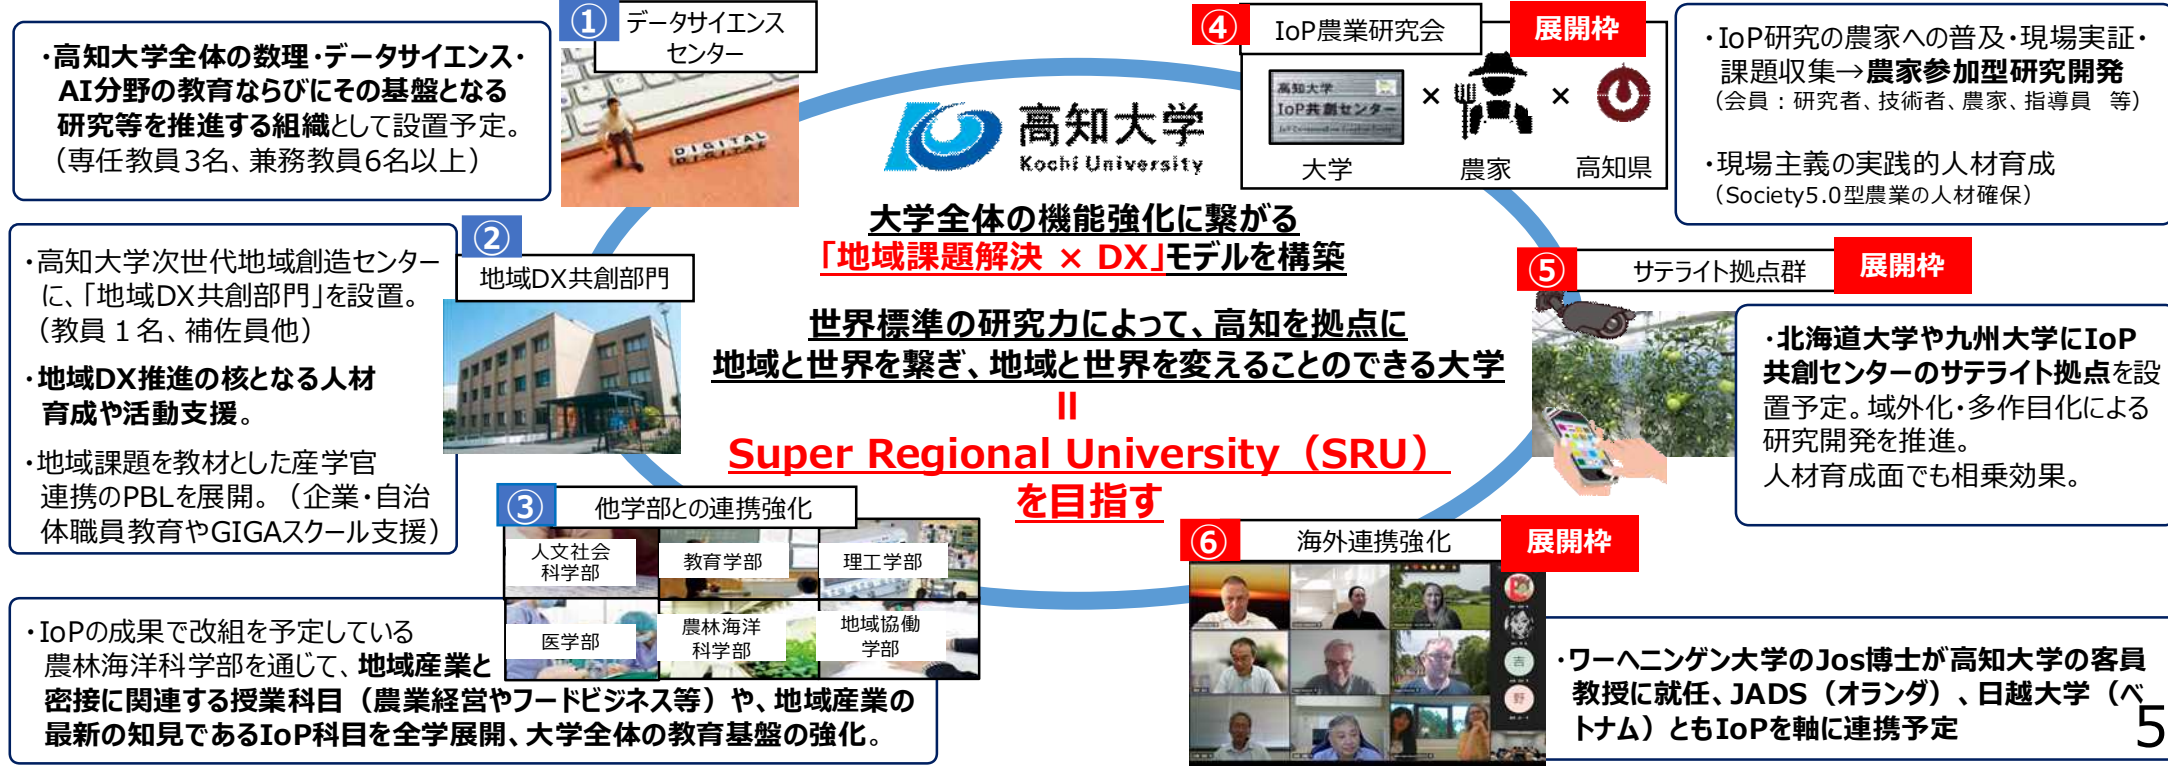 ①
データサイエンス
センター
・高知大学全体の数理・データサイエンス・
AI分野の教育ならびにその基盤となる
研究等を推進する組織として設置予定。
（専任教員3名、兼務教員6名以上）
DIGITAL
高知大学
Kochi University
④
IoP農業研究会
展開枠
高知大学
IoP共創センター
×
×
大学
農家
高知県
・IoP研究の農家への普及・現場実証・
課題収集→農家参加型研究開発
（会員：研究者、技術者、農家、指導員 等）
・現場主義の実践的人材育成
（Society5.0型農業の人材確保）
大学全体の機能強化に繋がる
「地域課題解決 × DX」モデルを構築
世界標準の研究力によって、高知を拠点に
地域と世界を繋ぎ、地域と世界を変えることのできる大学
=
Super Regional University（SRU）
を目指す
②
地域DX共創部門
・高知大学次世代地域創造センター
に、「地域DX共創部門」を設置。
（教員１名、補佐員他）
・地域DX推進の核となる人材
育成や活動支援。
・地域課題を教材とした産学官
連携のPBLを展開。（企業・自治
体職員教育やGIGAスクール支援）
⑤
サテライト拠点群
展開枠
・北海道大学や九州大学にIoP
共創センターのサテライト拠点を設
置予定。域外化・多作目化による
研究開発を推進。
人材育成面でも相乗効果。
③
他学部との連携強化
人文社会
科学部
教育学部
理工学部
医学部
農林海洋
科学部
地域協働
学部
・IoPの成果で改組を予定している
農林海洋科学部を通じて、地域産業と
密接に関連する授業科目（農業経営やフードビジネス等）や、地域産業の
最新の知見であるIoP科目を全学展開、大学全体の教育基盤の強化。
⑥
海外連携強化
展開枠
吉
野
・ワーヘニンゲン大学のJos博士が高知大学の客員
教授に就任、JADS（オランダ）、日越大学（ベ
トナム）ともIoPを軸に連携予定
5